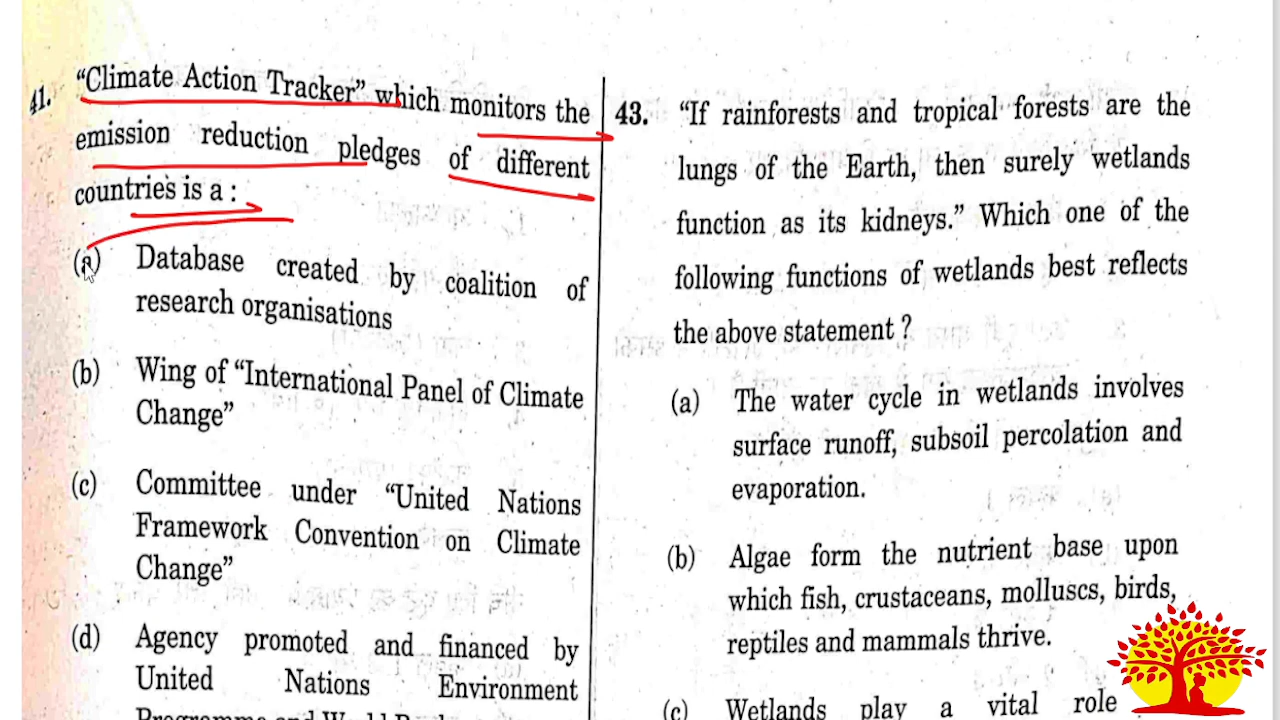 41. “Climate Action Tracker” which monitors the
emission reduction pledges of different
countries is a :
(a) Database created by coalition of
research organisations
(b) Wing of “International Panel of Climate
Change”
(c) Committee under “United Nations
Framework Convention on Climate
Change”
(d) Agency promoted and financed by
United Nations Environment
Programme and World Bank
43. “If rainforests and tropical forests are the
lungs of the Earth, then surely wetlands
function as its kidneys.” Which one of the
following functions of wetlands best reflects
the above statement ?
(a) The water cycle in wetlands involves
surface runoff, subsoil percolation and
evaporation.
(b) Algae form the nutrient base upon
which fish, crustaceans, molluscs, birds,
reptiles and mammals thrive.
(c) Wetlands play a vital role